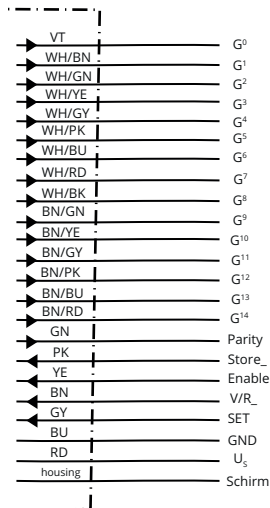 VT G⁰
WH/BN G¹
WH/GN G²
WH/YE G³
WH/GY G⁴
WH/PK G⁵
WH/BU G⁶
WH/RD G⁷
WH/BK G⁸
BN/GN G⁹
BN/YE G¹⁰
BN/GY G¹¹
BN/PK G¹²
BN/BU G¹³
BN/RD G¹⁴
GN Parity
PK Store_
YE Enable
BN V/R_
GY SET
BU GND
RD Uₛ
housing Schirm